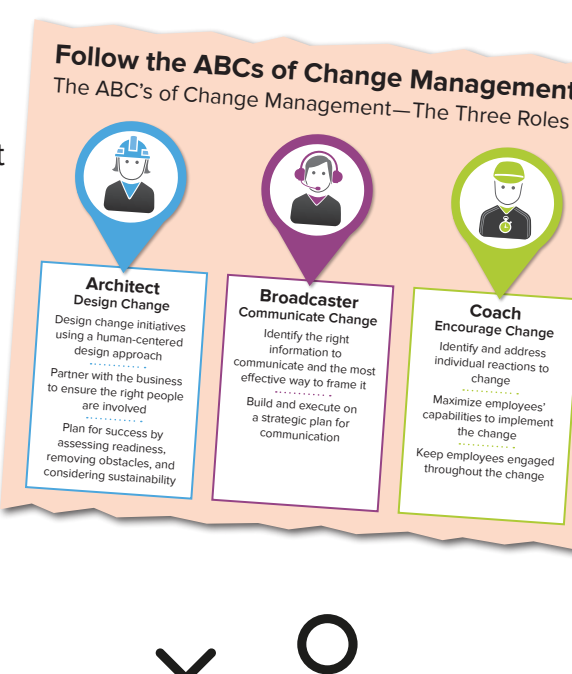 Follow the ABCs of Change Management
The ABC's of Change Management—The Three Roles
t
Architect
Design Change
Design change initiatives
using a human-centered
design approach
Partner with the business
to ensure the right people
are involved
Plan for success by
assessing readiness,
removing obstacles, and
considering sustainability
Broadcaster
Communicate Change
Identify the right
information to
communicate and the most
effective way to frame it
Build and execute on
a strategic plan for
communication
Coach
Encourage Change
Identify and address
individual reactions to
change
Maximize employees'
capabilities to implement
the change
Keep employees engaged
throughout the change